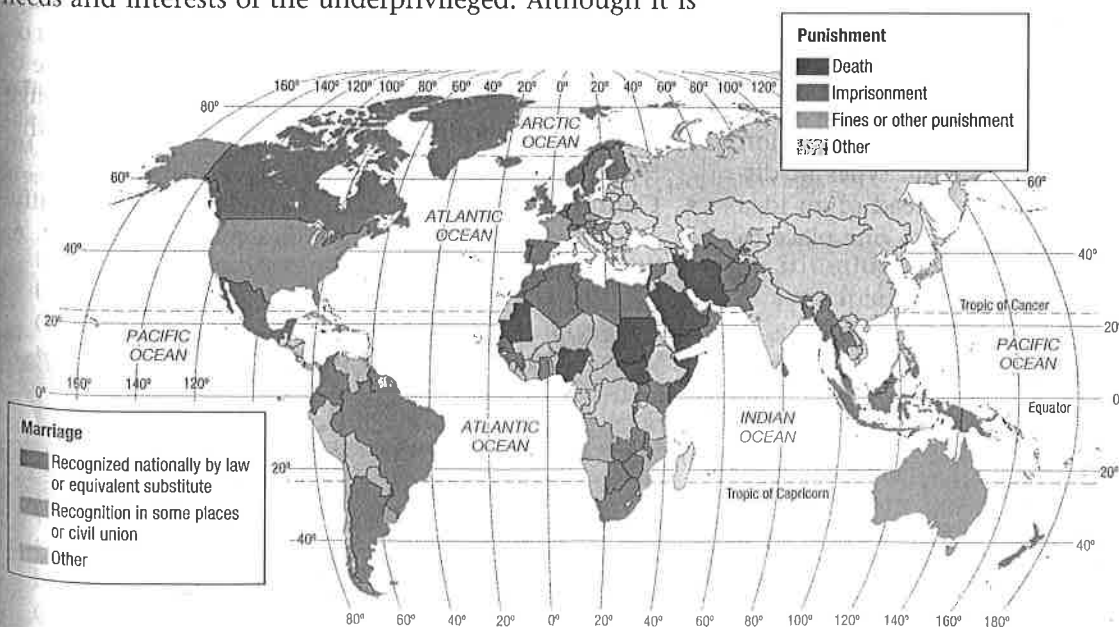 needs and interests of the underprivileged. Although it is
Punishment
Death
Imprisonment
Fines or other punishment
Other
160° 140° 120° 100° 80° 60° 40° 20° 0° 20° 40° 60° 80° 100° 120°
80°
ARCTIC
OCEAN
60°
60°
ATLANTIC
OCEAN
40°
40°
Tropic of Cancer
20°
20°
PACIFIC
OCEAN
PACIFIC
OCEAN
160° 140° 120°
0°
0
Equator
ATLANTIC
OCEAN
INDIAN
OCEAN
Marriage
Recognized nationally by law
or equivalent substitute
Recognition in some places
or civil union
Other
20°
20°
Tropic of Capricorn
40°
40°
80° 60° 40° 20° 0° 20° 40° 60° 80° 100° 120° 140° 160° 180°